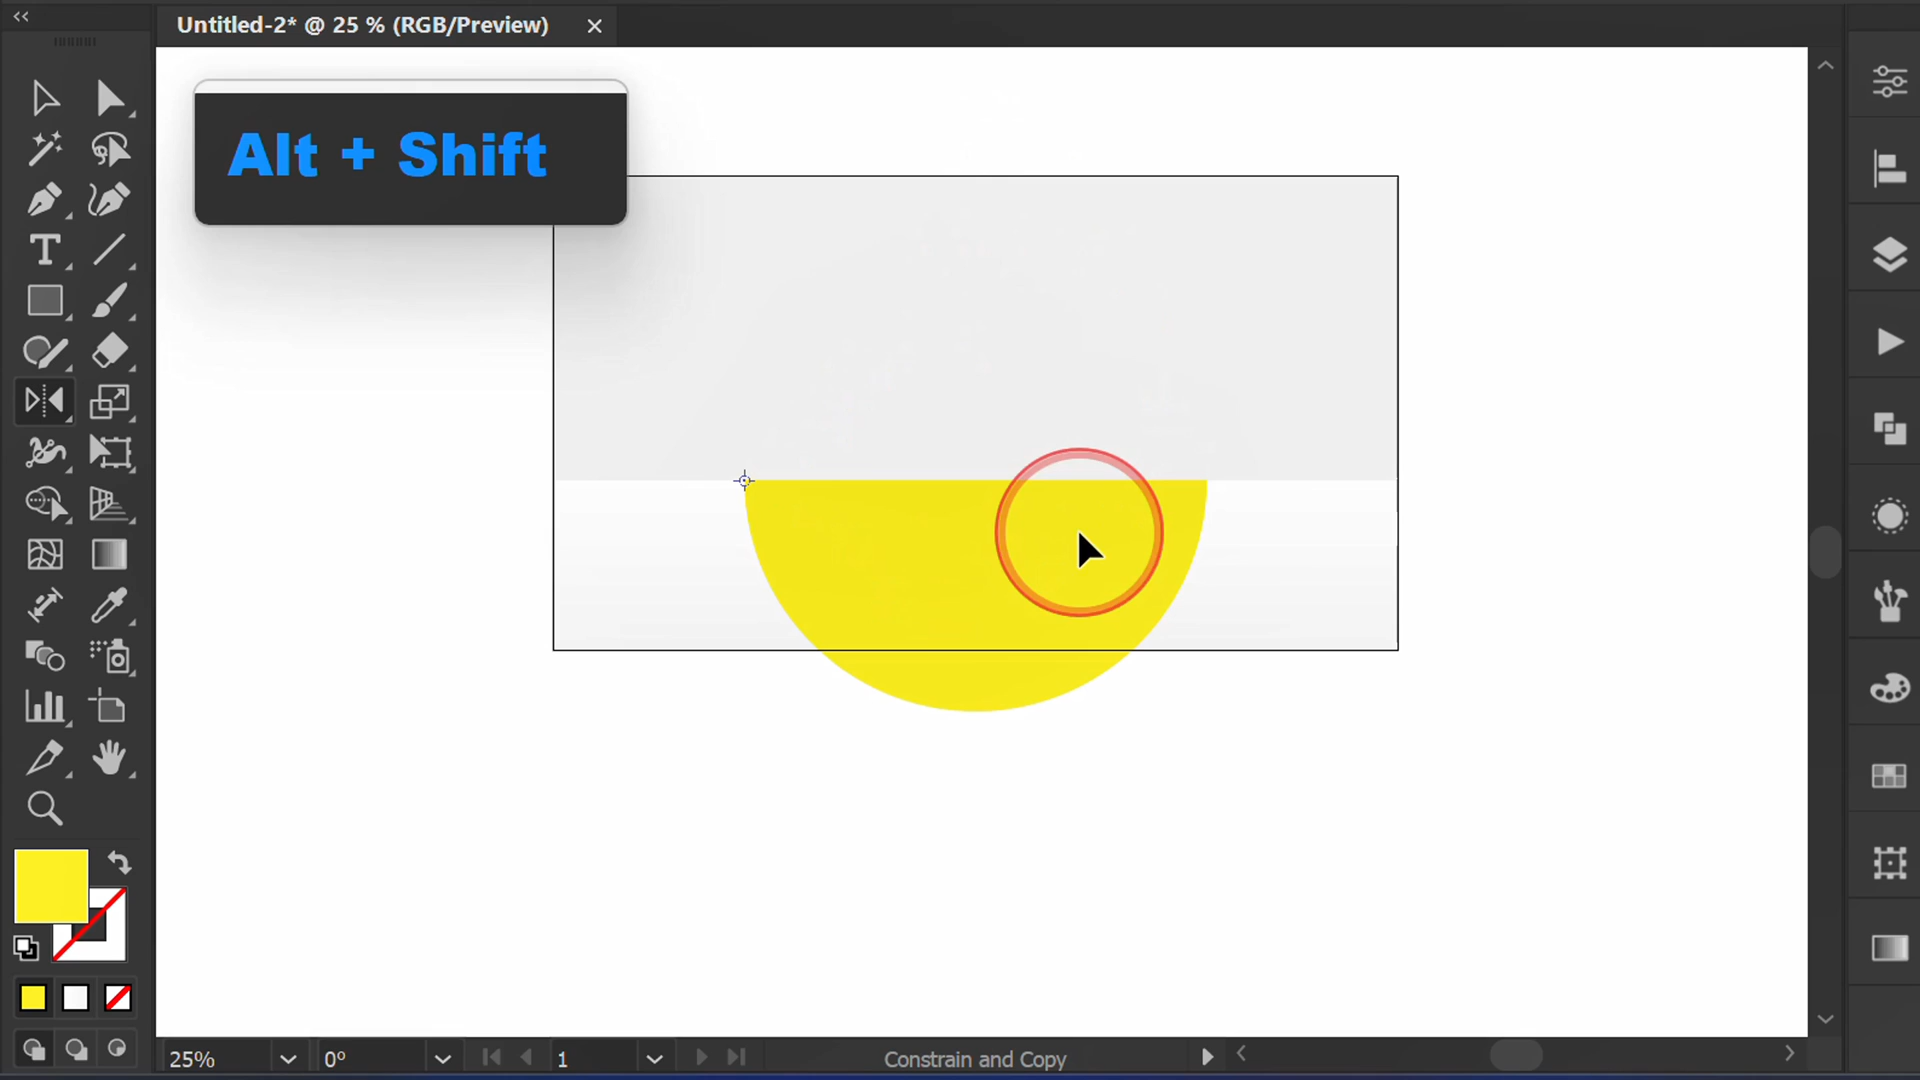 Untitled-2* @ 25 % (RGB/Preview)
Alt + Shift
25%
0º
1
Constrain and Copy